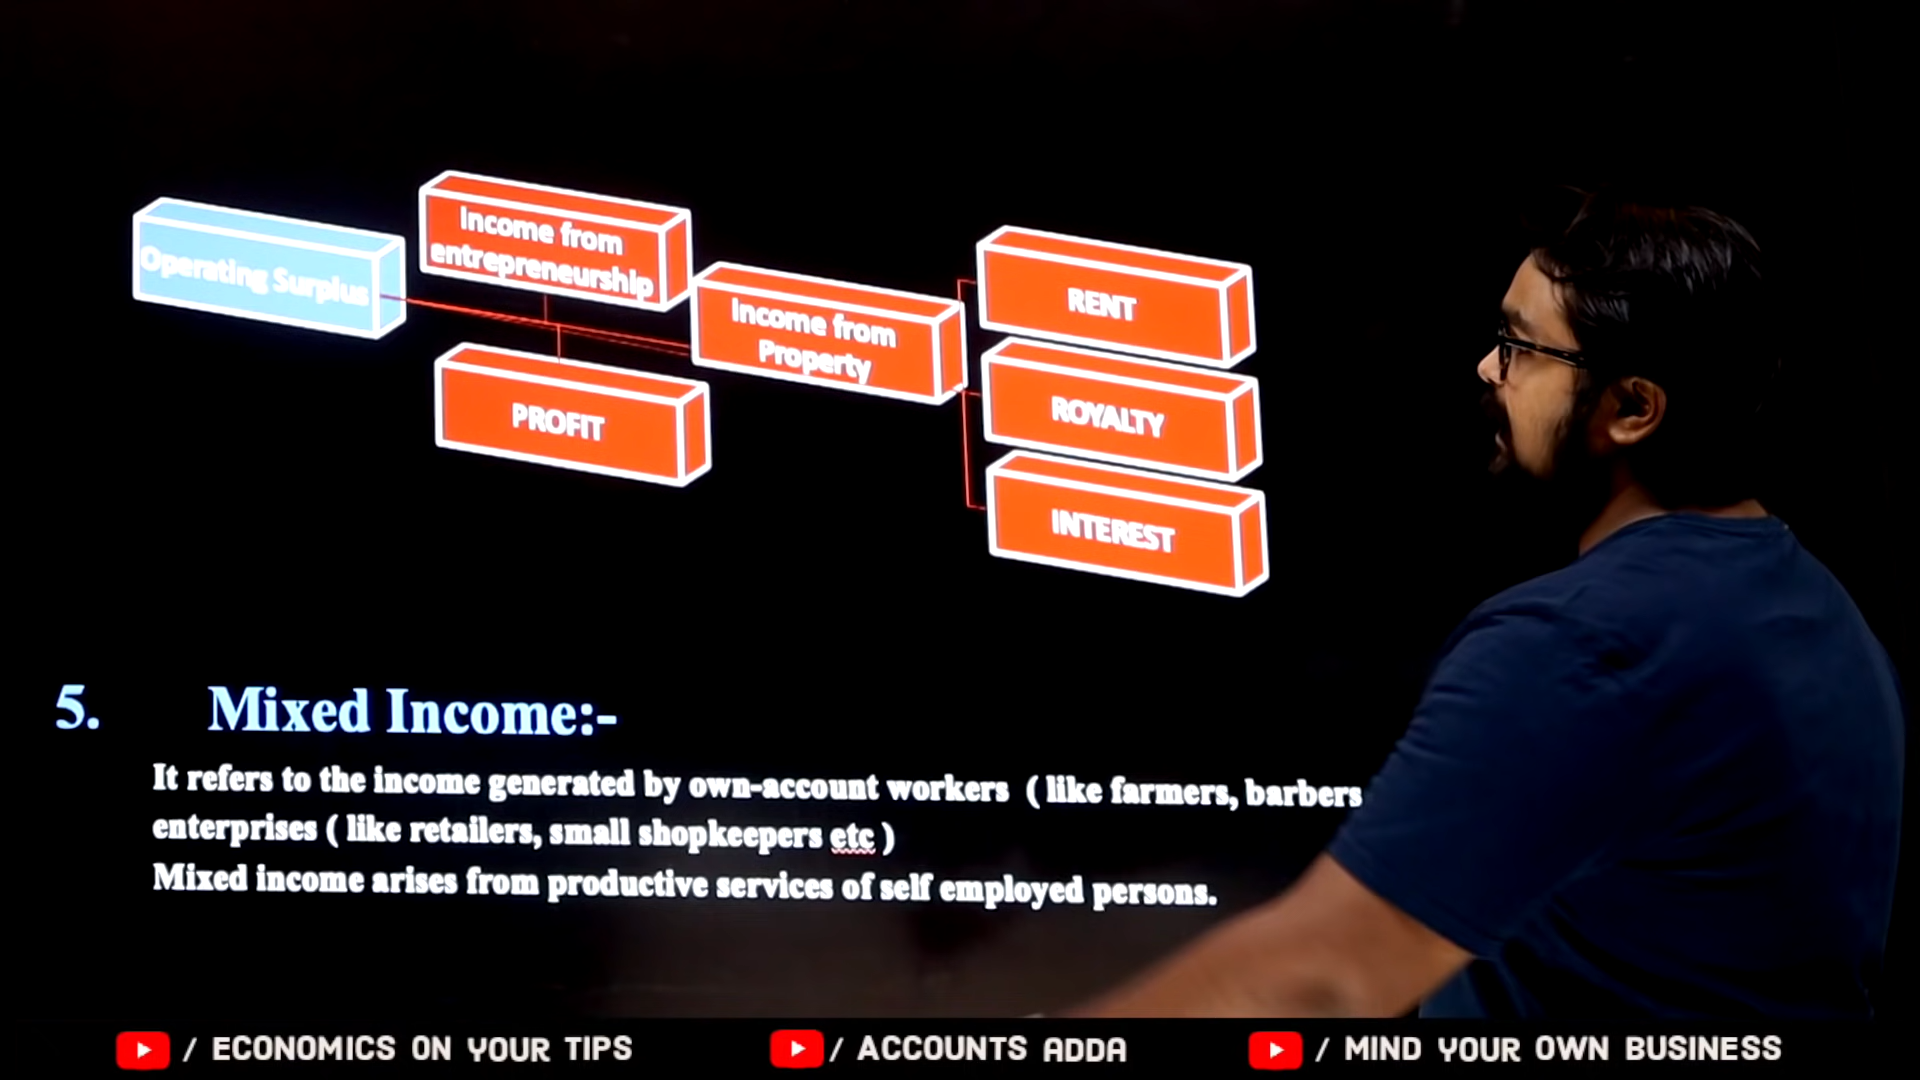 Operating Surplus
Income from
entrepreneurship
PROFIT
Income from
Property
RENT
ROYALTY
INTEREST
5. Mixed Income:-
It refers to the income generated by own-account workers ( like farmers, barbers
enterprises ( like retailers, small shopkeepers etc )
Mixed income arises from productive services of self employed persons.
/ ECONOMICS ON YOUR TIPS
/ ACCOUNTS ADDA
/ MIND YOUR OWN BUSINESS